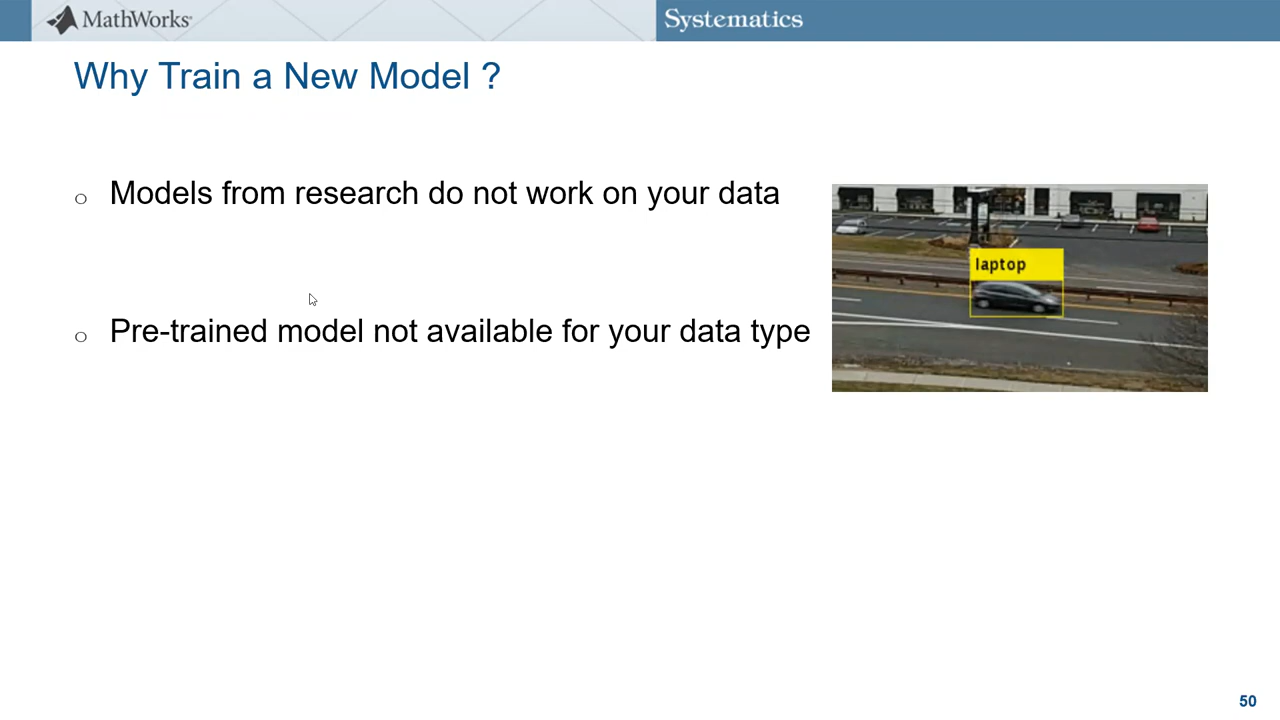 MathWorks®
Systematics
Why Train a New Model ?
Models from research do not work on your data
laptop
Pre-trained model not available for your data type
50